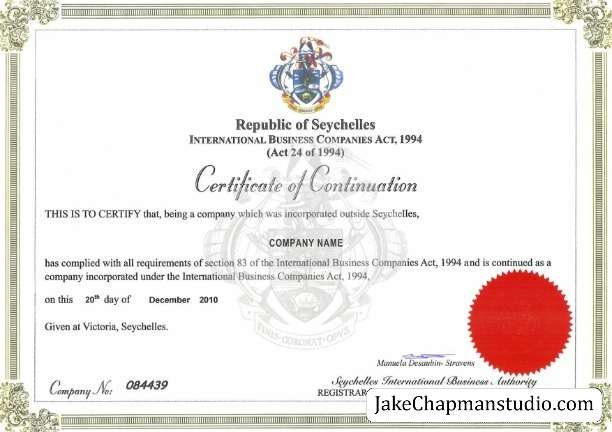 Republic of Seychelles
INTERNATIONAL BUSINESS COMPANIES ACT, 1994
(Act 24 of 1994)
Certificate of Continuation
THIS IS TO CERTIFY that, being a company which was incorporated outside Seychelles,
COMPANY NAME
has complied with all requirements of section 83 of the International Business Companies Act, 1994 and is continued as a
company incorporated under the International Business Companies Act, 1994,
on this 20th day of December 2010
FINIS CORONAT OPVS
Given at Victoria, Seychelles.
Manuela Desaubin- Stravens
Company No: 084439
Seychelles International Business Authority
REGISTRAR
JakeChapmanstudio.com